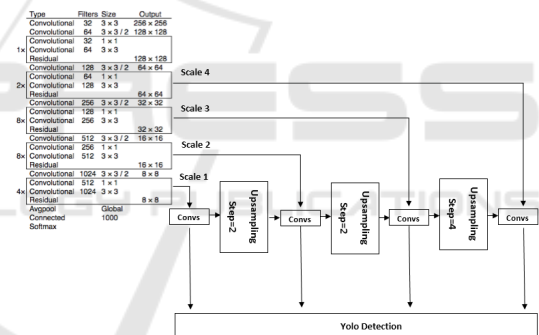 Type Filters Size Output
Convolutional 32 3 × 3 256 × 256
Convolutional 64 3 × 3 / 2 128 × 128
Convolutional 32 1 × 1
1× Convolutional 64 3 × 3
Residual 128 × 128
Convolutional 128 3 × 3 / 2 64 × 64
Convolutional 64 1 × 1
2× Convolutional 128 3 × 3
Residual 64 × 64
Convolutional 256 3 × 3 / 2 32 × 32
Convolutional 128 1 × 1
8× Convolutional 256 3 × 3
Residual 32 × 32
Convolutional 512 3 × 3 / 2 16 × 16
Convolutional 256 1 × 1
8× Convolutional 512 3 × 3
Residual 16 × 16
Convolutional 1024 3 × 3 / 2 8 × 8
Convolutional 512 1 × 1
4× Convolutional 1024 3 × 3
Residual 8 × 8
Avgpool Global
Connected 1000
Softmax
Scale 4
Scale 3
Scale 2
Scale 1
Convs
Upsampling
Step=2
Convs
Upsampling
Step=2
Convs
Upsampling
Step=4
Convs
Yolo Detection
PRESS
LOGY PUBLICATIONS